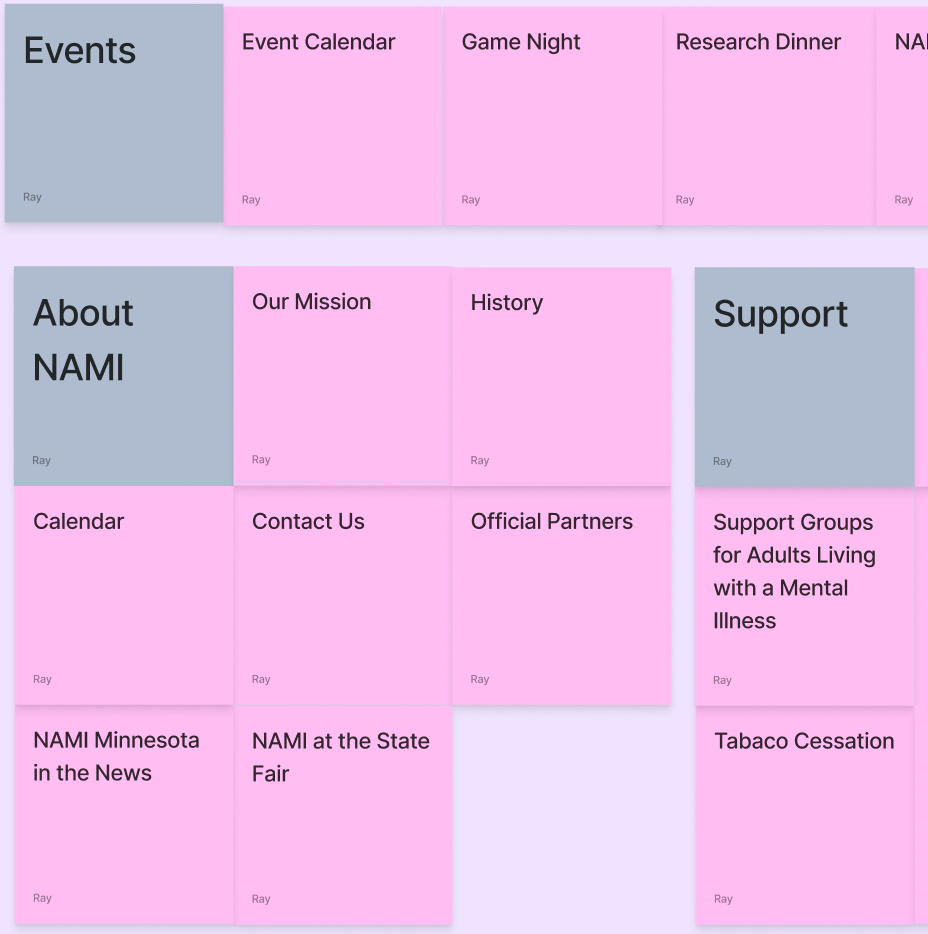 Events
Event Calendar
Game Night
Research Dinner
Ray
Ray
Ray
Ray
Ray
About
NAMI
Our Mission
History
Support
Ray
Ray
Ray
Ray
Calendar
Contact Us
Official Partners
Support Groups
for Adults Living
with a Mental
Illness
Ray
Ray
Ray
Ray
NAMI Minnesota
in the News
NAMI at the State
Fair
Tabaco Cessation
Ray
Ray
Ray